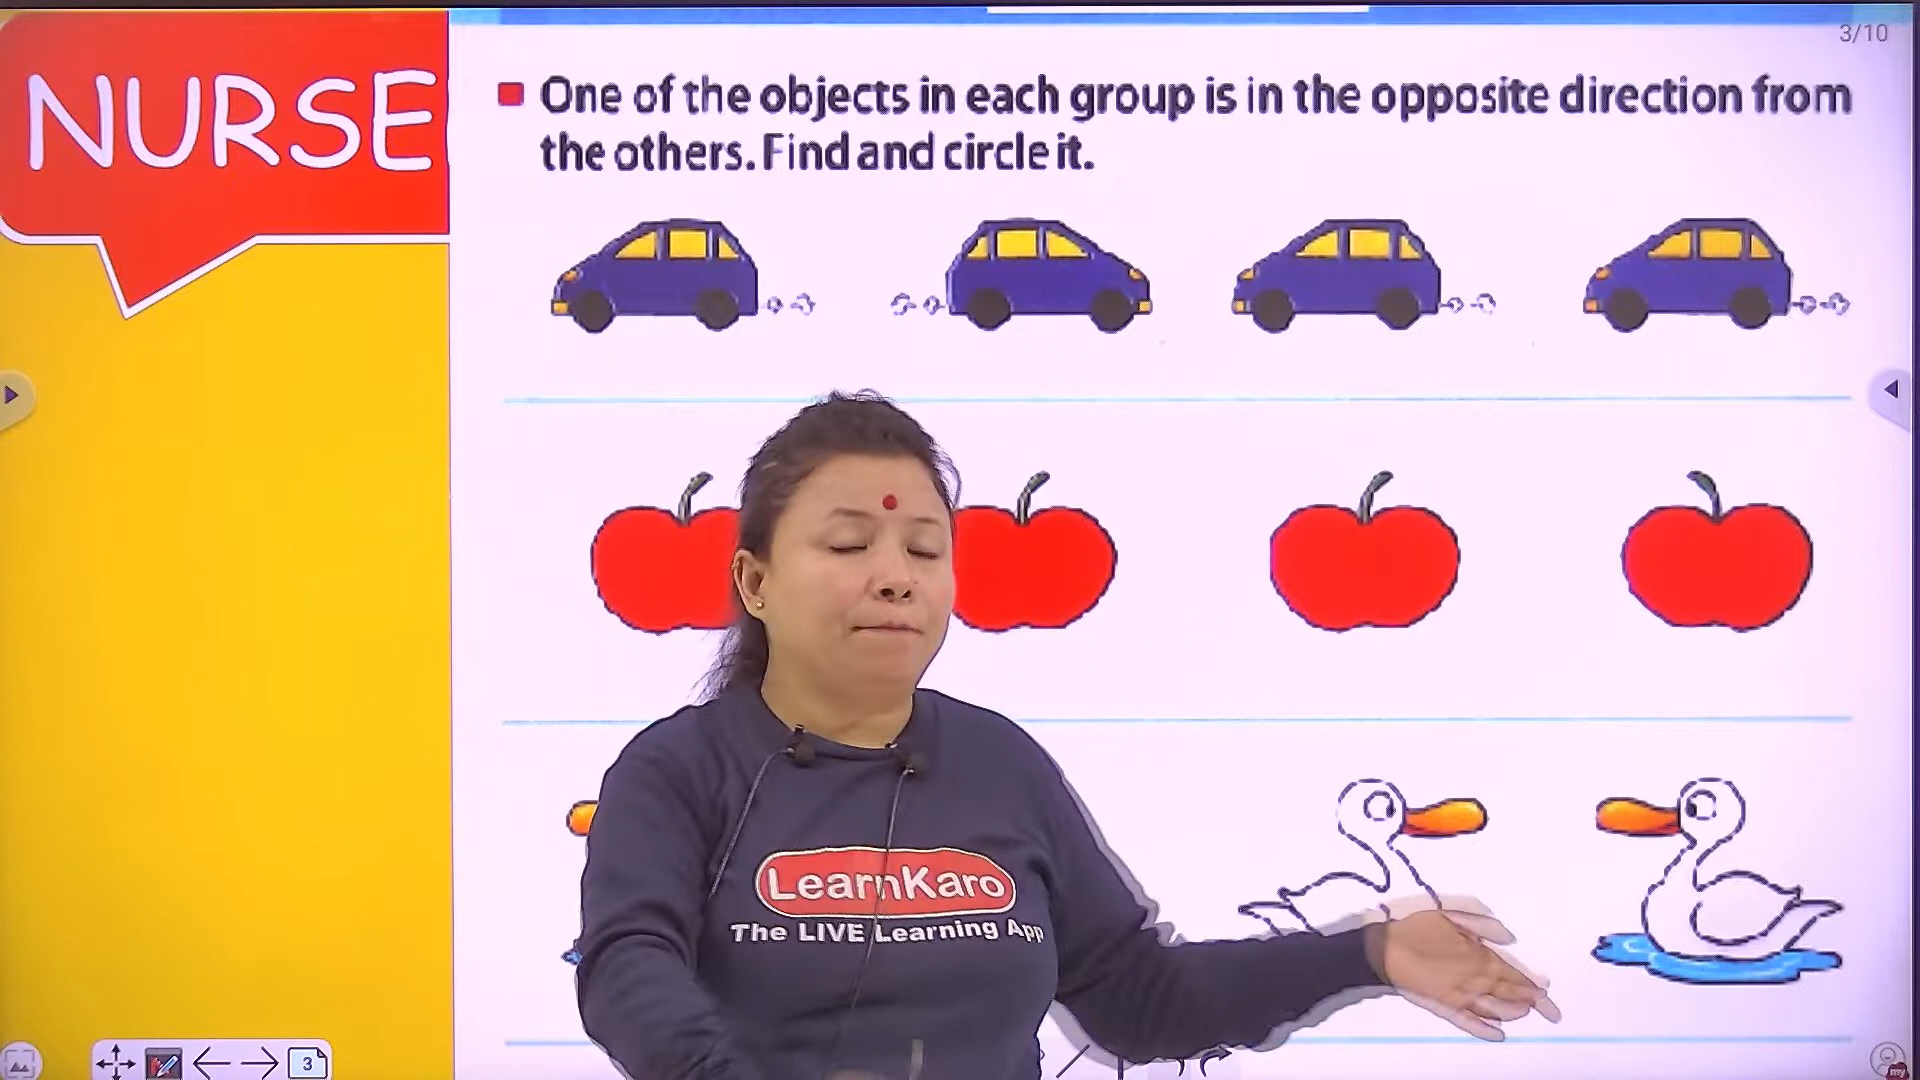 3/10
NURSE
One of the objects in each group is in the opposite direction from
the others. Find and circle it.
LearnKaro
The LIVE Learning App
3